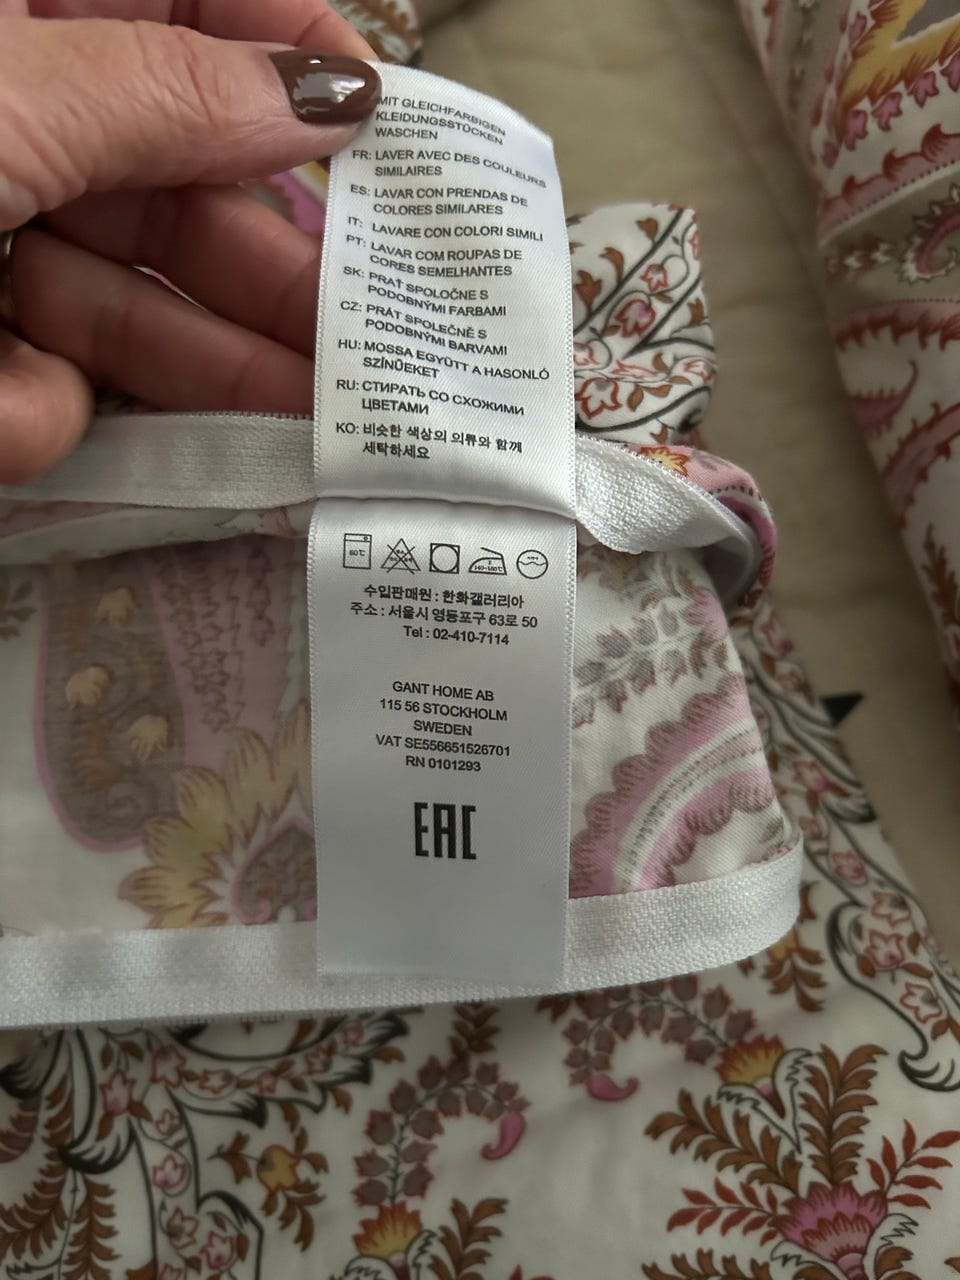 MIT GLEICHFARBIGEN
KLEIDUNGSSTÜCKEN
WASCHEN
FR: LAVER AVEC DES COULEURS
SIMILAIRES
ES: LAVAR CON PRENDAS DE
COLORES SIMILARES
IT: LAVARE CON COLORI SIMILI
PT: LAVAR COM ROUPAS DE
CORES SEMELHANTES
SK: PRAŤ SPOLOČNE S
PODOBNÝMI FARBAMI
CZ: PRÁT SPOLEČNĚ S
PODOBNÝMI BARVAMI
HU: MOSSA EGYÜTT A HASONLÓ
SZÍNŰEKET
RU: СТИРАТЬ СО СХОЖИМИ
ЦВЕТАМИ
KO: 비슷한 색상의 의류와 함께
세탁하세요
60℃
수입판매원 : 한화갤러리아
주소 : 서울시 영등포구 63로 50
Tel : 02-410-7114
GANT HOME AB
115 56 STOCKHOLM
SWEDEN
VAT SE556651526701
RN 0101293
EAC